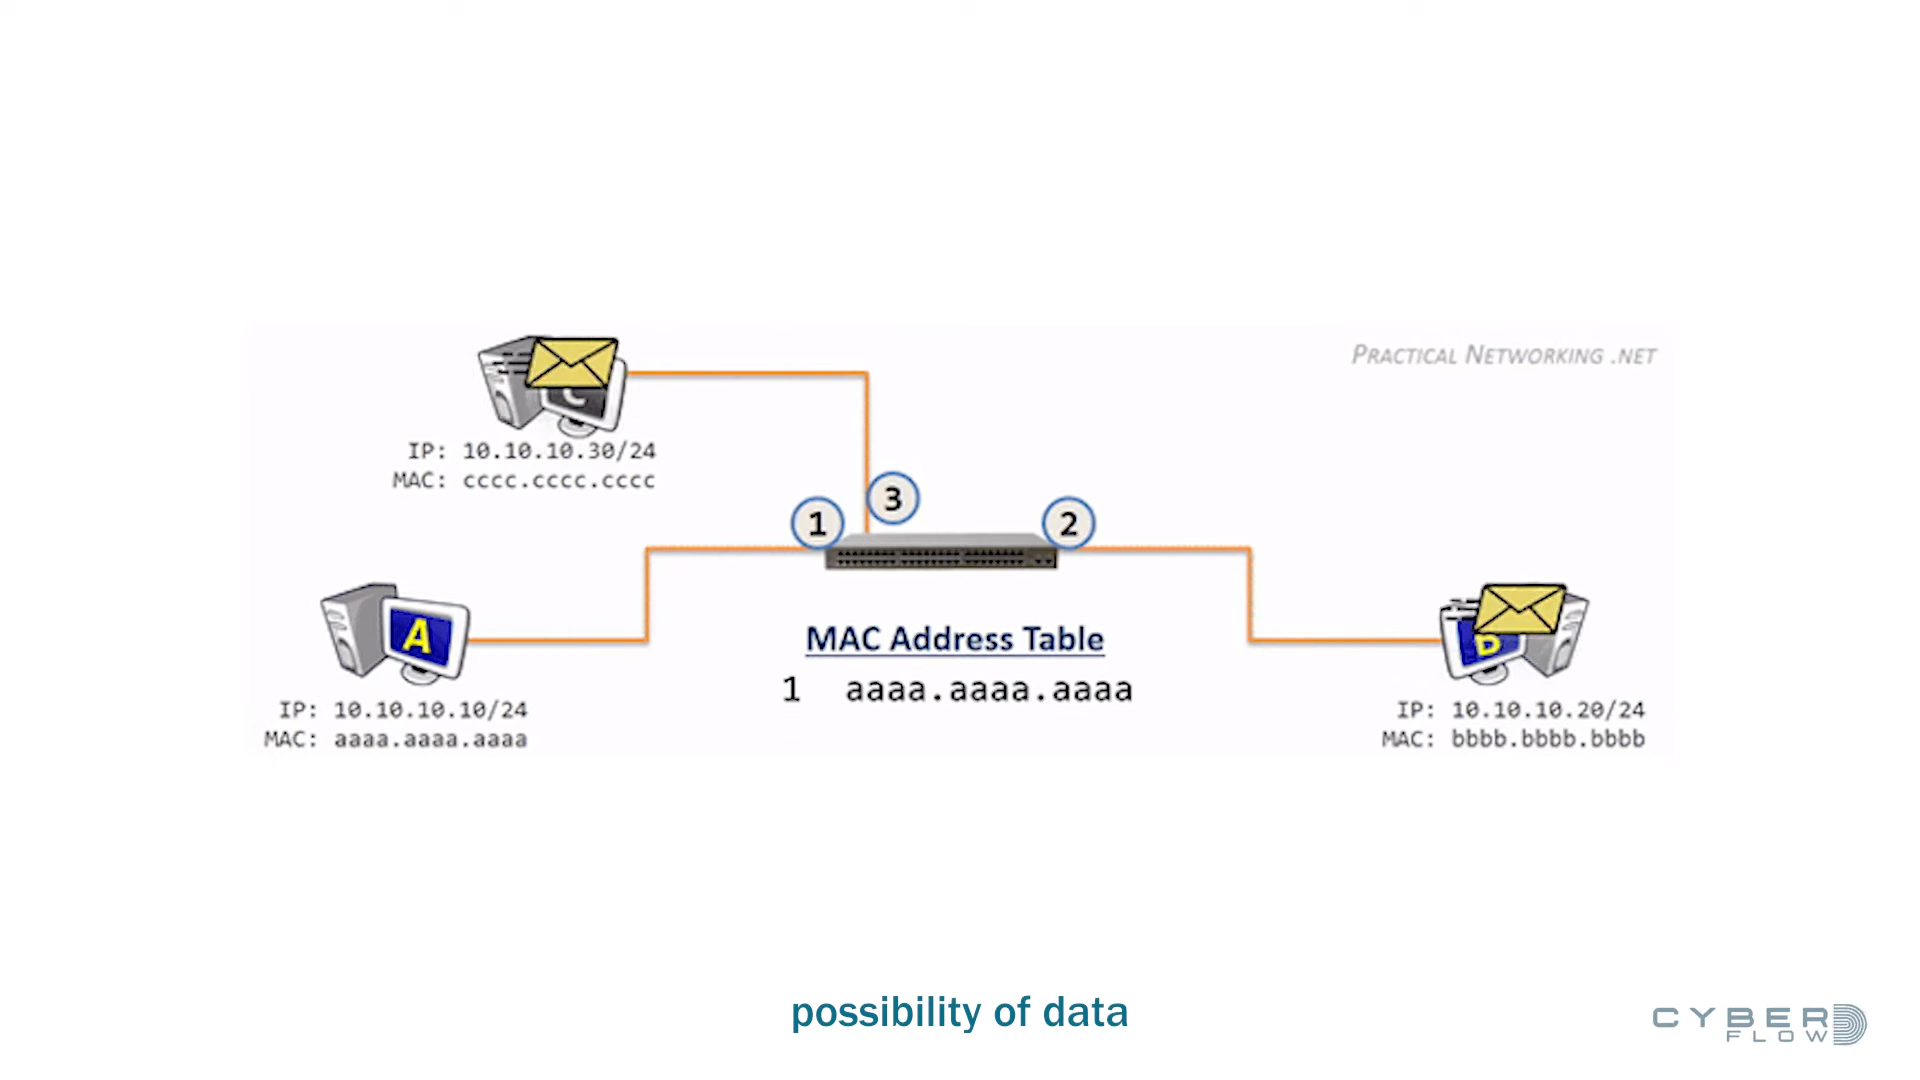 PRACTICAL NETWORKING .NET
C
IP: 10.10.10.30/24
MAC: cccc.cccc.cccc
3
1
2
A
B
MAC Address Table
1 aaaa.aaaa.aaaa
IP: 10.10.10.10/24
MAC: aaaa.aaaa.aaaa
IP: 10.10.10.20/24
MAC: bbbb.bbbb.bbbb
possibility of data
CYBER
FLOW